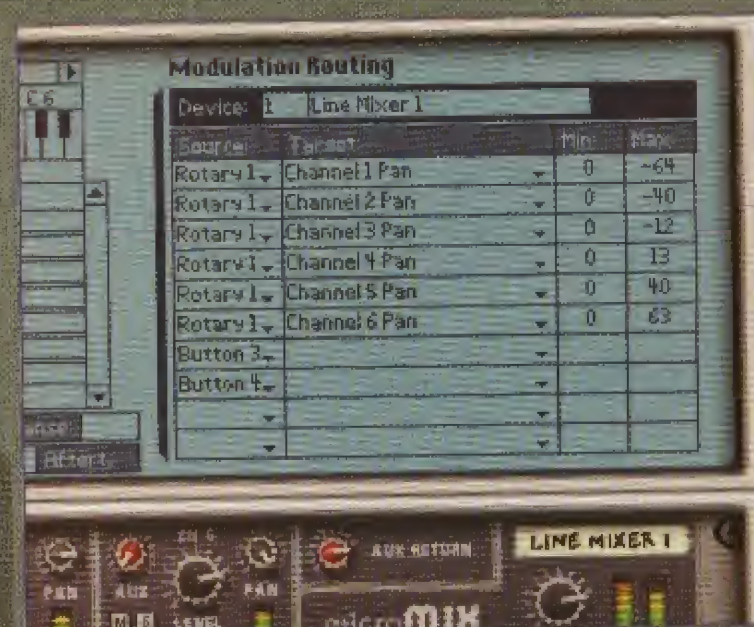 Modulation Routing
C6
Device: 1 Line Mixer 1
Source: Target: Min: Max:
Rotary 1 Channel 1 Pan 0 -64
Rotary 1 Channel 2 Pan 0 -40
Rotary 1 Channel 3 Pan 0 -12
Rotary 1 Channel 4 Pan 0 13
Rotary 1 Channel 5 Pan 0 40
Rotary 1 Channel 6 Pan 0 63
Button 3
Button 4
LINE MIXER 1
AUX RETURN
PAN AUX PAN
M S LEVEL
microMIX